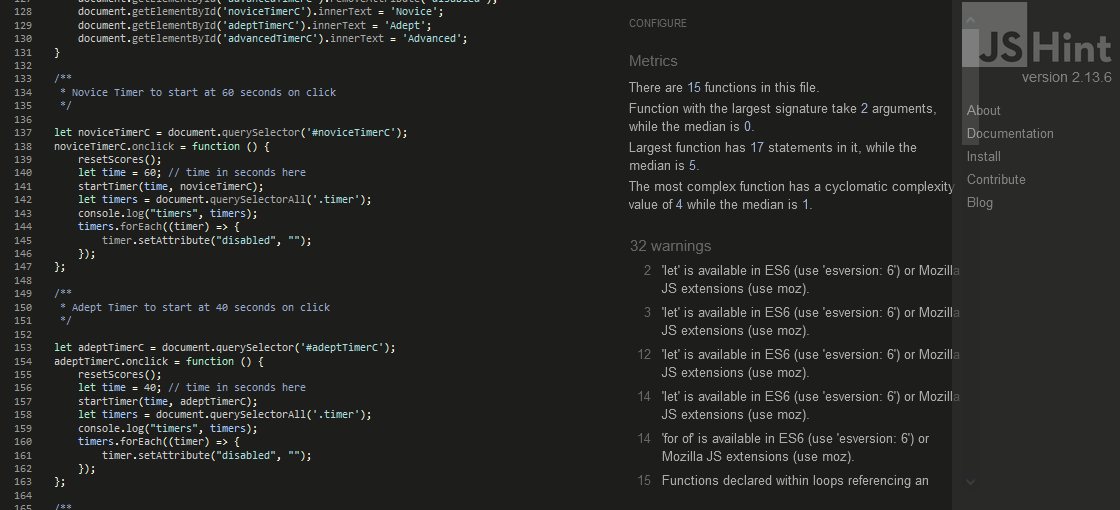 127 document.getElementById('advancedTimerC').removeAttribute('disabled');
128 document.getElementById('noviceTimerC').innerText = 'Novice';
129 document.getElementById('adeptTimerC').innerText = 'Adept';
130 document.getElementById('advancedTimerC').innerText = 'Advanced';
131 }
132
133 /**
134 * Novice Timer to start at 60 seconds on click
135 */
136
137 let noviceTimerC = document.querySelector('#noviceTimerC');
138 noviceTimerC.onclick = function () {
139 resetScores();
140 let time = 60; // time in seconds here
141 startTimer(time, noviceTimerC);
142 let timers = document.querySelectorAll('.timer');
143 console.log("timers", timers);
144 timers.forEach((timer) => {
145 timer.setAttribute("disabled", "");
146 });
147 };
148
149 /**
150 * Adept Timer to start at 40 seconds on click
151 */
152
153 let adeptTimerC = document.querySelector('#adeptTimerC');
154 adeptTimerC.onclick = function () {
155 resetScores();
156 let time = 40; // time in seconds here
157 startTimer(time, adeptTimerC);
158 let timers = document.querySelectorAll('.timer');
159 console.log("timers", timers);
160 timers.forEach((timer) => {
161 timer.setAttribute("disabled", "");
162 });
163 };
164
165 /**
CONFIGURE
Metrics
There are 15 functions in this file.
Function with the largest signature take 2 arguments,
while the median is 0.
Largest function has 17 statements in it, while the
median is 5.
The most complex function has a cyclomatic complexity
value of 4 while the median is 1.
32 warnings
2 'let' is available in ES6 (use 'esversion: 6') or Mozilla
JS extensions (use moz).
3 'let' is available in ES6 (use 'esversion: 6') or Mozilla
JS extensions (use moz).
12 'let' is available in ES6 (use 'esversion: 6') or Mozilla
JS extensions (use moz).
14 'let' is available in ES6 (use 'esversion: 6') or Mozilla
JS extensions (use moz).
14 'for of' is available in ES6 (use 'esversion: 6') or
Mozilla JS extensions (use moz).
15 Functions declared within loops referencing an
JSHint
version 2.13.6
About
Documentation
Install
Contribute
Blog